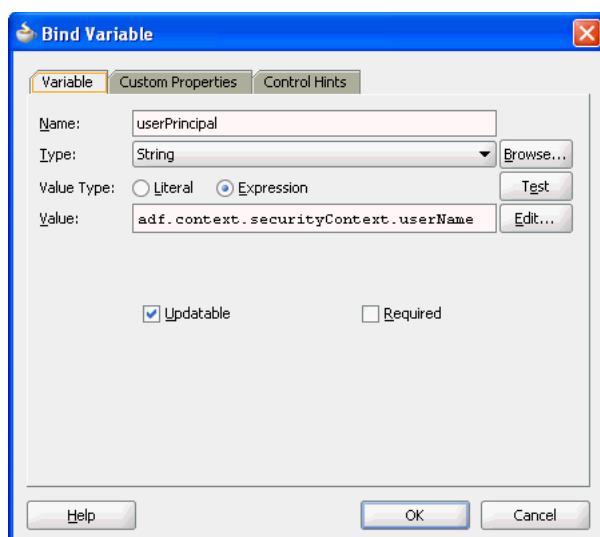 Bind Variable
Variable Custom Properties Control Hints
Name: userPrincipal
Type: String Browse...
Value Type: Literal Expression Test
Value: adf.context.securityContext.userName Edit...
Updatable Required
Help OK Cancel